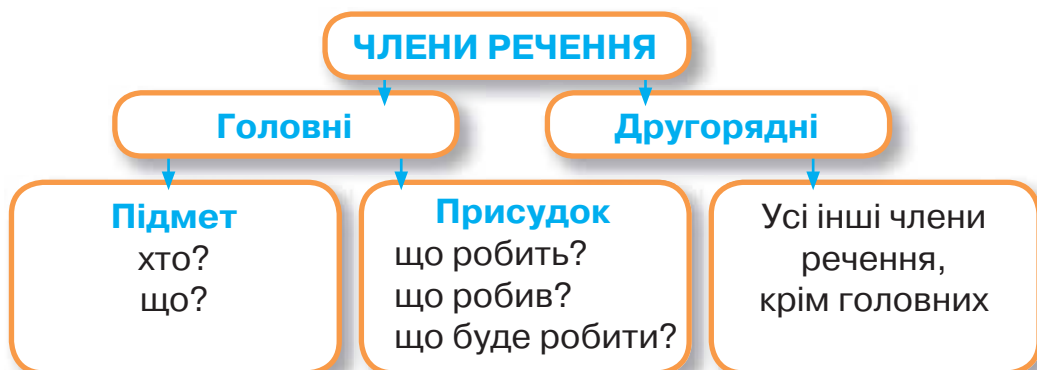 ЧЛЕНИ РЕЧЕННЯ
Головні
Другорядні
Підмет
хто?
що?
Присудок
що робить?
що робив?
що буде робити?
Усі інші члени
речення,
крім головних